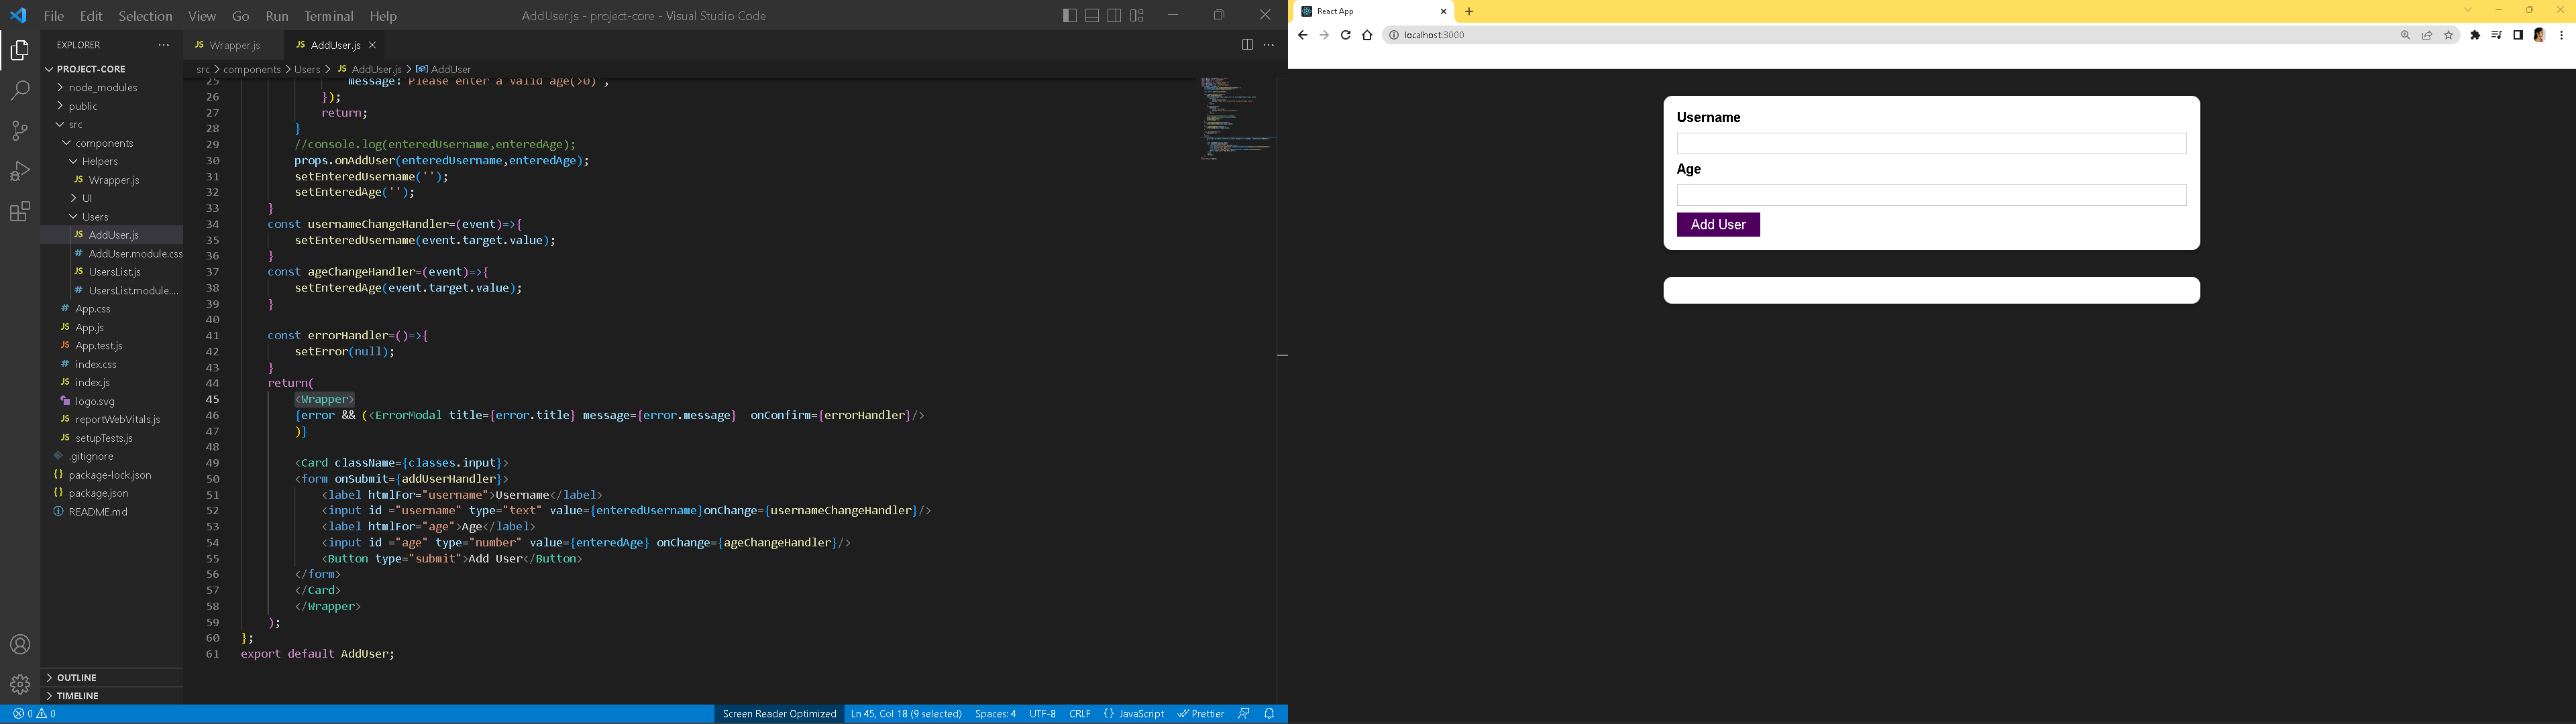 File Edit Selection View Go Run Terminal Help
AddUser.js - project-core - Visual Studio Code
EXPLORER
PROJECT-CORE
node_modules
public
src
components
Helpers
JS Wrapper.js
UI
Users
JS AddUser.js
# AddUser.module.css
JS UsersList.js
# UsersList.module....
# App.css
JS App.js
JS App.test.js
# index.css
JS index.js
logo.svg
JS reportWebVitals.js
JS setupTests.js
.gitignore
{} package-lock.json
{} package.json
README.md
OUTLINE
TIMELINE
JS Wrapper.js JS AddUser.js
src > components > Users > JS AddUser.js > AddUser
25 message: Please enter a valid age(>0) ,
26 });
27 return;
28 }
29 //console.log(enteredUsername,enteredAge);
30 props.onAddUser(enteredUsername,enteredAge);
31 setEnteredUsername('');
32 setEnteredAge('');
33 }
34 const usernameChangeHandler=(event)=>{
35 setEnteredUsername(event.target.value);
36 }
37 const ageChangeHandler=(event)=>{
38 setEnteredAge(event.target.value);
39 }
40
41 const errorHandler=()=>{
42 setError(null);
43 }
44 return(
45 <Wrapper>
46 {error && (<ErrorModal title={error.title} message={error.message}  onConfirm={errorHandler}/>
47 )}
48
49 <Card className={classes.input}>
50 <form onSubmit={addUserHandler}>
51 <label htmlFor="username">Username</label>
52 <input id ="username" type="text" value={enteredUsername}onChange={usernameChangeHandler}/>
53 <label htmlFor="age">Age</label>
54 <input id ="age" type="number" value={enteredAge} onChange={ageChangeHandler}/>
55 <Button type="submit">Add User</Button>
56 </form>
57 </Card>
58 </Wrapper>
59 );
60 };
61 export default AddUser;
0 0
Screen Reader Optimized Ln 45, Col 18 (9 selected) Spaces: 4 UTF-8 CRLF {} JavaScript Prettier
React App
localhost:3000
Username
Age
Add User